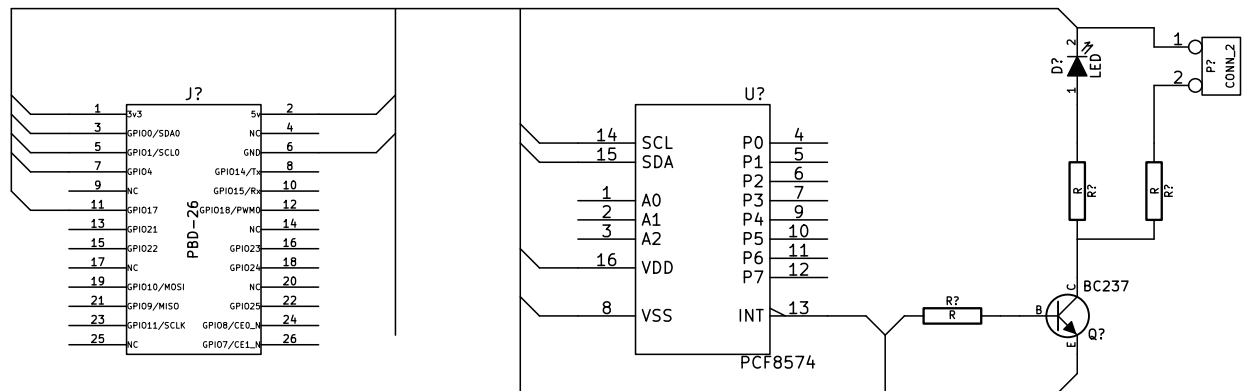 J?
1 3v3 5v 2
3 GPIO0/SDA0 NC 4
5 GPIO1/SCL0 GND 6
7 GPIO4 GPIO14/Tx 8
9 NC GPIO15/Rx 10
11 GPIO17 GPIO18/PWM0 12
13 GPIO21 NC 14
15 GPIO22 GPIO23 16
17 NC GPIO24 18
19 GPIO10/MOSI NC 20
21 GPIO9/MISO GPIO25 22
23 GPIO11/SCLK GPIO8/CE0_N 24
25 NC GPIO7/CE1_N 26
PBD-26
U?
14 SCL P0 4
15 SDA P1 5
P2 6
1 A0 P3 7
2 A1 P4 9
3 A2 P5 10
P6 11
16 VDD P7 12
8 VSS INT 13
PCF8574
R?
R
2
D?
LED
1
1
2
P?
CONN_2
R
R?
R
R?
C
BC237
B
Q?
E